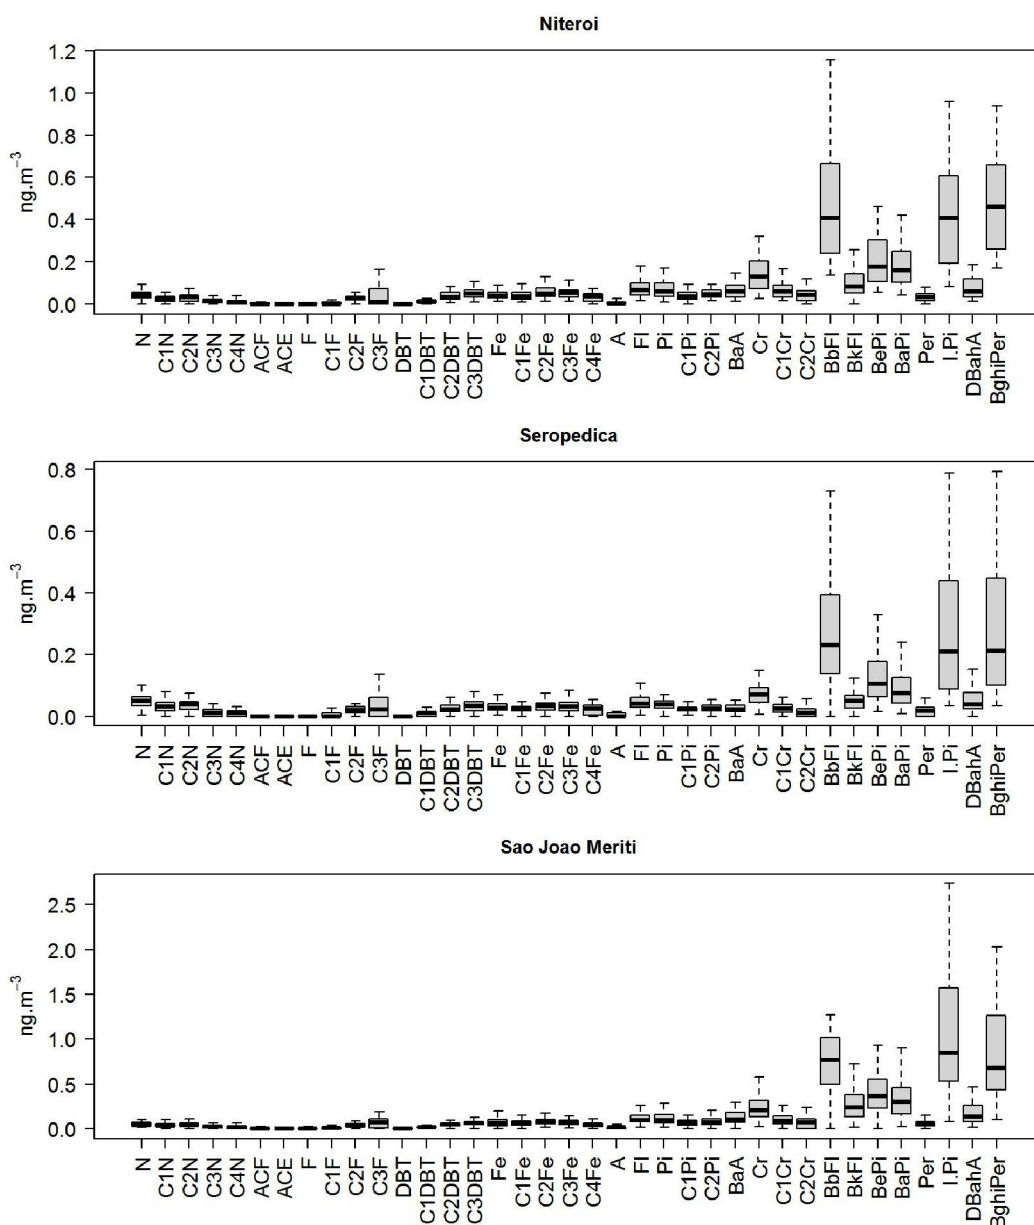 Niteroi
ng.m⁻³
1.2
1.0
0.8
0.6
0.4
0.2
0.0
N C1N C2N C3N C4N ACF ACE F C1F C2F C3F DBT C1DBT C2DBT C3DBT Fe C1Fe C2Fe C3Fe C4Fe A Fl Pi C1Pi C2Pi BaA Cr C1Cr C2Cr BbFl BkFl BePi BaPi Per I.Pi DBahA BghiPer
Seropedica
ng.m⁻³
0.8
0.6
0.4
0.2
0.0
N C1N C2N C3N C4N ACF ACE F C1F C2F C3F DBT C1DBT C2DBT C3DBT Fe C1Fe C2Fe C3Fe C4Fe A Fl Pi C1Pi C2Pi BaA Cr C1Cr C2Cr BbFl BkFl BePi BaPi Per I.Pi DBahA BghiPer
Sao Joao Meriti
ng.m⁻³
2.5
2.0
1.5
1.0
0.5
0.0
N C1N C2N C3N C4N ACF ACE F C1F C2F C3F DBT C1DBT C2DBT C3DBT Fe C1Fe C2Fe C3Fe C4Fe A Fl Pi C1Pi C2Pi BaA Cr C1Cr C2Cr BbFl BkFl BePi BaPi Per I.Pi DBahA BghiPer